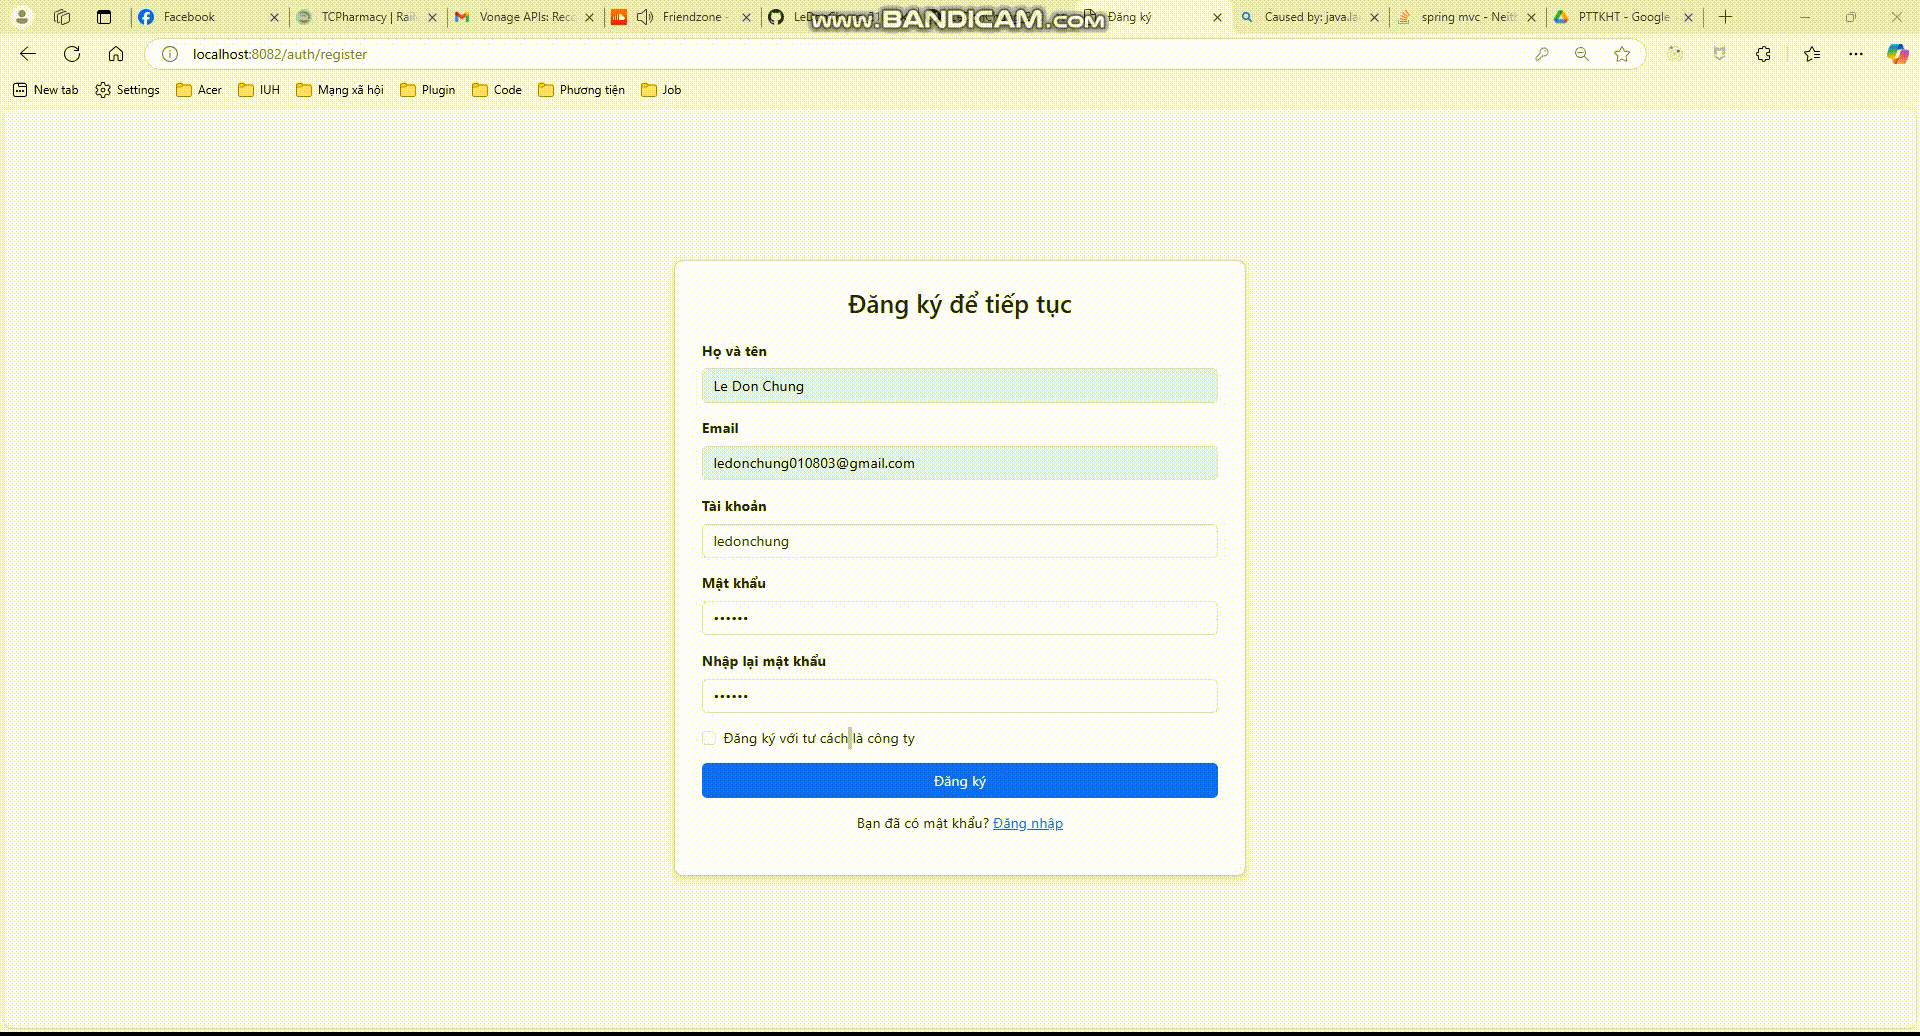 Facebook
TCPharmacy | Rail
Vonage APIs: Reco
Friendzone -
www.BANDICAM.com
Đăng ký
Caused by: java.la
spring mvc - Neith
PTTKHT - Google
localhost:8082/auth/register
New tab
Settings
Acer
IUH
Mạng xã hội
Plugin
Code
Phương tiện
Job
Đăng ký để tiếp tục
Họ và tên
Le Don Chung
Email
ledonchung010803@gmail.com
Tài khoản
ledonchung
Mật khẩu
••••••
Nhập lại mật khẩu
••••••
Đăng ký với tư cách là công ty
Đăng ký
Bạn đã có mật khẩu? Đăng nhập